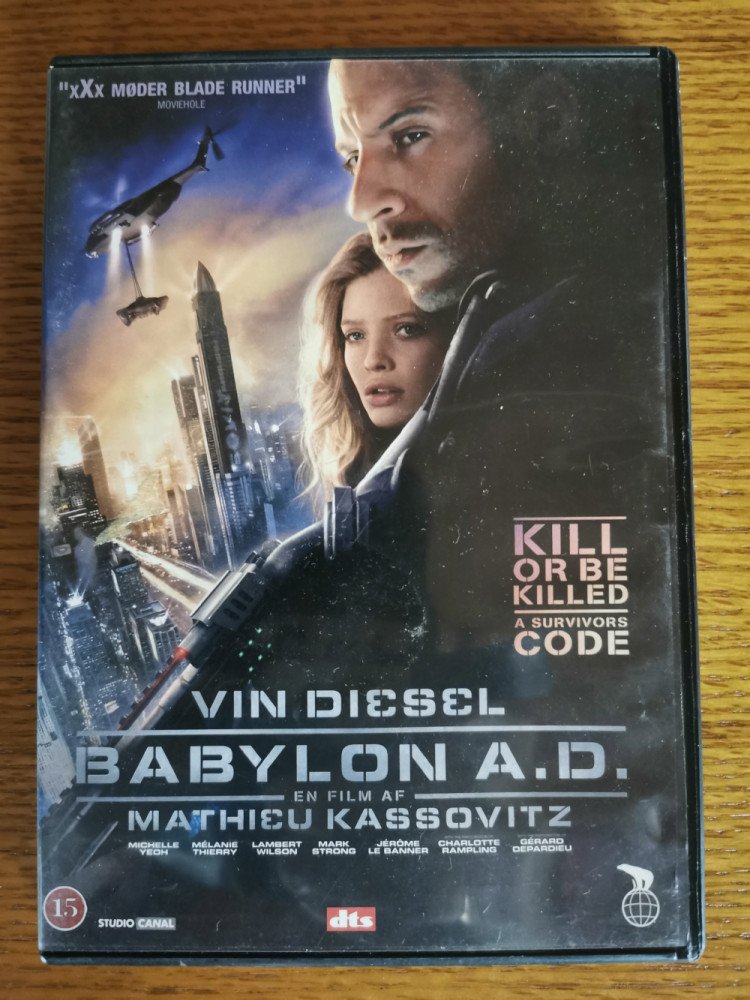 "xXx MØDER BLADE RUNNER"
MOVIEHOLE
KILL
OR BE
KILLED
A SURVIVORS
CODE
VIN DIESEL
BABYLON A.D.
EN FILM AF
MATHIEU KASSOVITZ
MICHELLE YEOH MÉLANIE THIERRY LAMBERT WILSON MARK STRONG JÉRÔME LE BANNER CHARLOTTE RAMPLING GÉRARD DEPARDIEU
15
STUDIO CANAL
dts